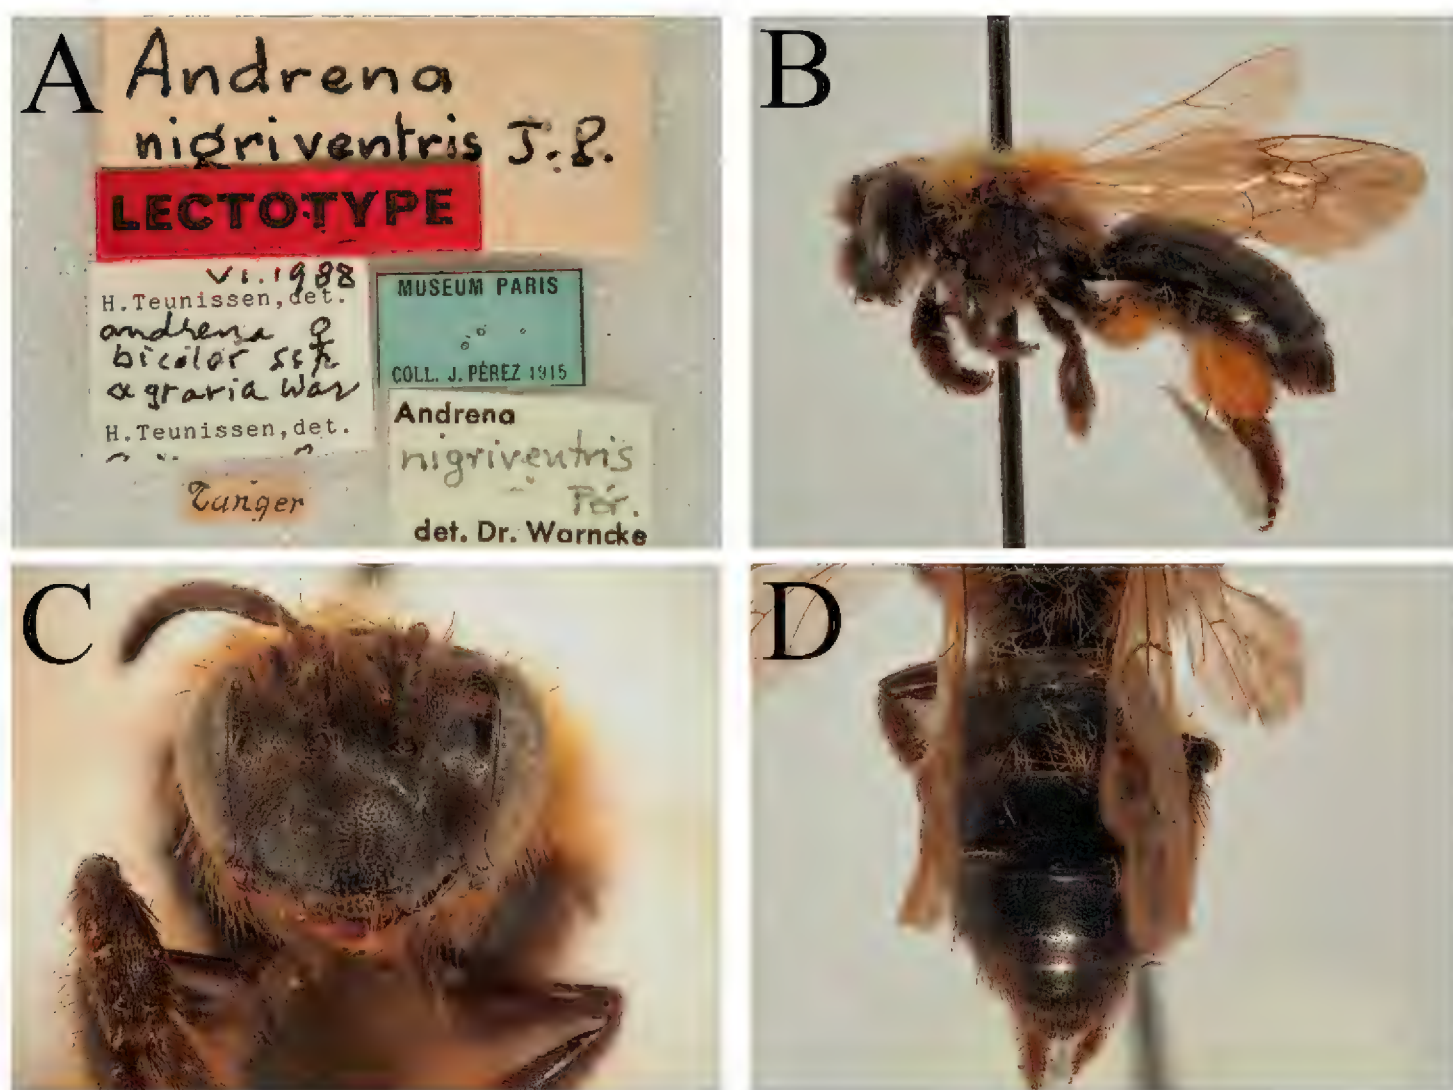 A
Andrena
nigriventris J.P.
LECTOTYPE
VI.1988
H.Teunissen,det.
andrena ♀
bicolor ssp
agraria War
H.Teunissen,det.
MUSEUM PARIS
COLL. J. PÉREZ 1915
Andrena
nigriventris
Pér.
det. Dr. Warncke
Tanger
B
C
D